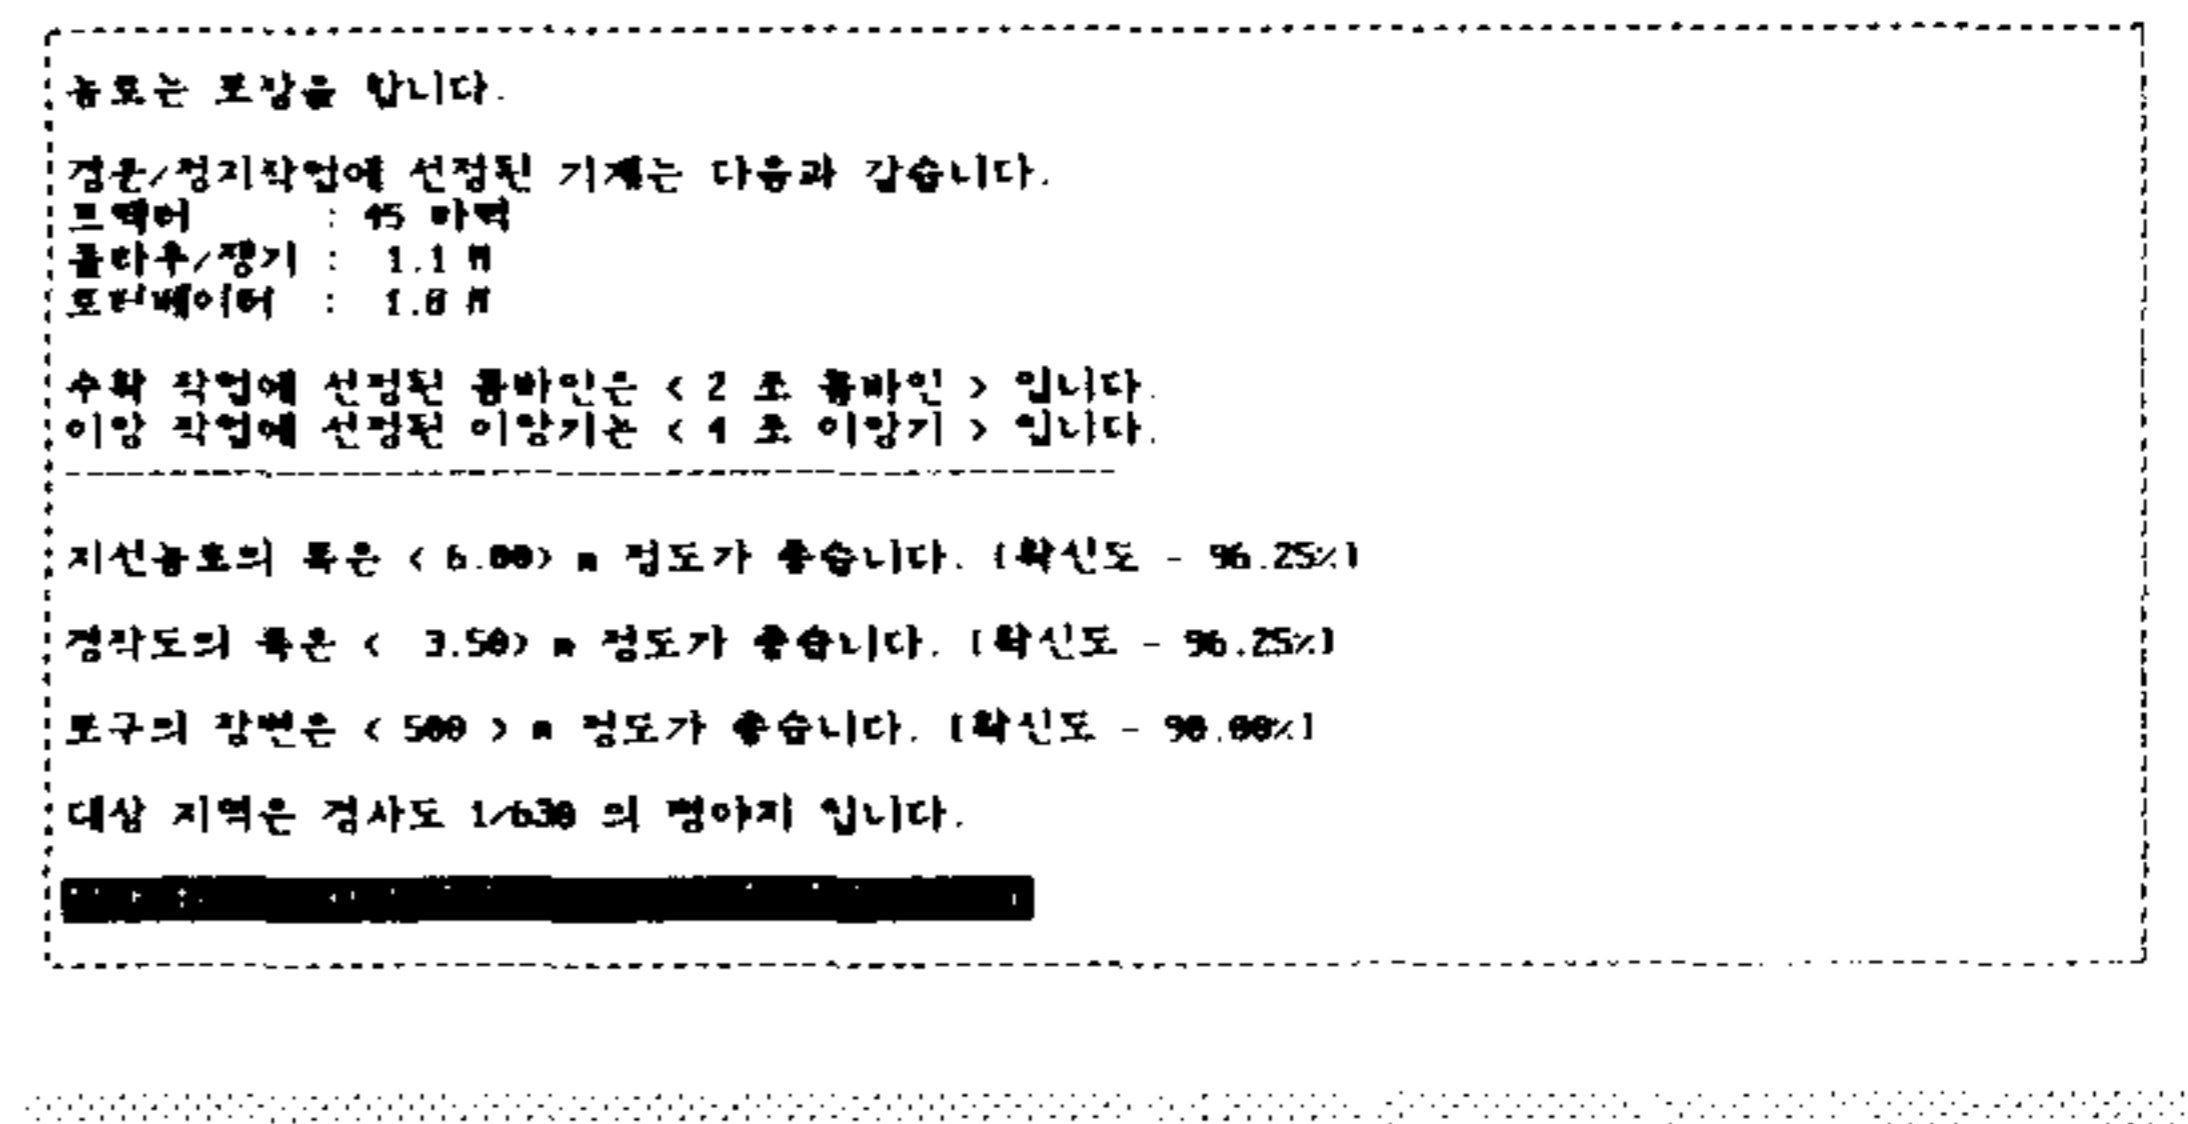 농로는 포장을 합니다.
경운/정지작업에 선정된 기계는 다음과 같습니다.
트랙터 : 45 마력
플라우/쟁기 : 1.1 M
로터베이터 : M
수확 작업에 선정된 콤바인은 < 2 조 콤바인 > 입니다.
이앙 작업에 선정된 이앙기는 < 4 조 이앙기 > 입니다.
지선농로의 폭은 < 6.00> m 정도가 좋습니다. [확신도 - 96.25%]
경작도의 폭은 < 3.50> m 정도가 좋습니다. [확신도 - 96.25%]
포구의 장변은 < 500 > m 정도가 좋습니다. [확신도 - 90.00%]
대상 지역은 경사도 1/630 의 평야지 입니다.